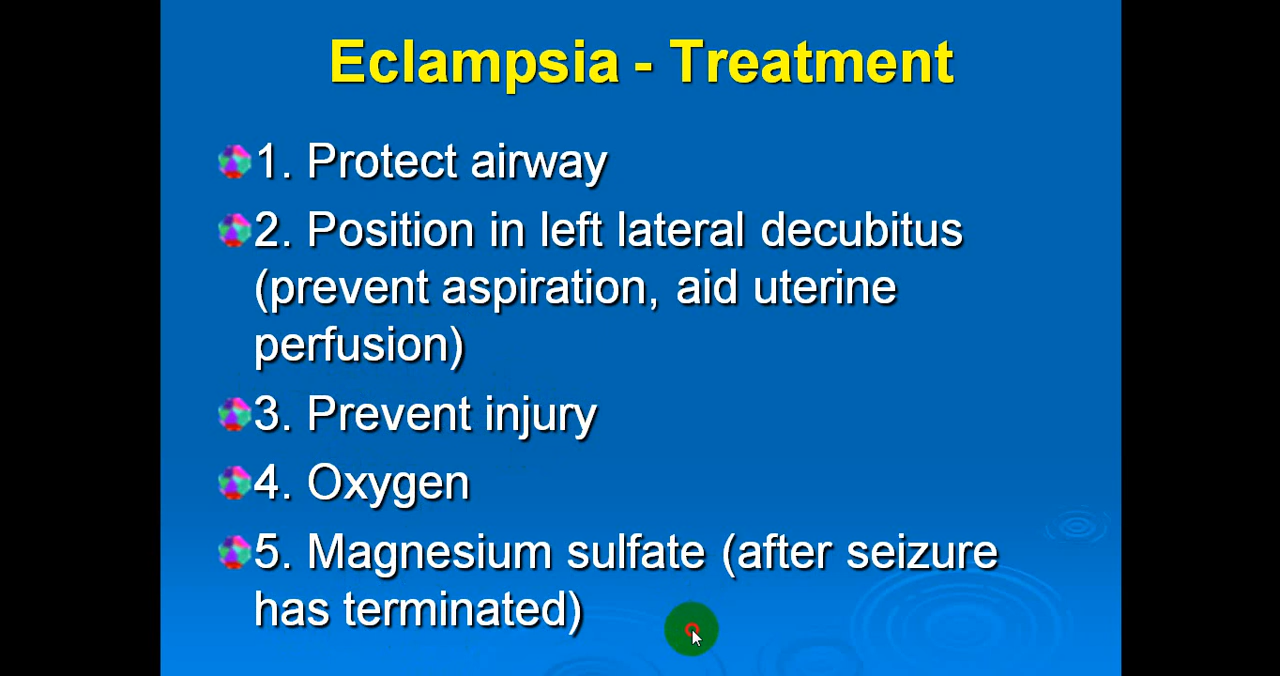 Eclampsia - Treatment
1. Protect airway
2. Position in left lateral decubitus
(prevent aspiration, aid uterine
perfusion)
3. Prevent injury
4. Oxygen
5. Magnesium sulfate (after seizure
has terminated)